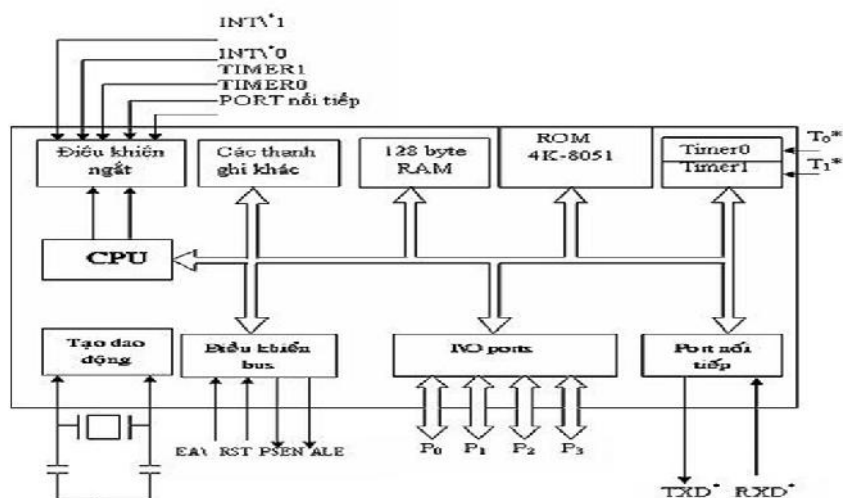 INT\*1
INT\*0
TIMER1
TIMER0
PORT nối tiếp
Điều khiện
ngắt
Các thanh
ghi khác
128 byte
RAM
ROM
4K-8051
Timer0
Timer1
T0*
T1*
CPU
Tạo dao
động
Điều khiển
bus
I/O ports
Port nối
tiếp
EA\ RST PSEN ALE
P0 P1 P2 P3
TXD* RXD*